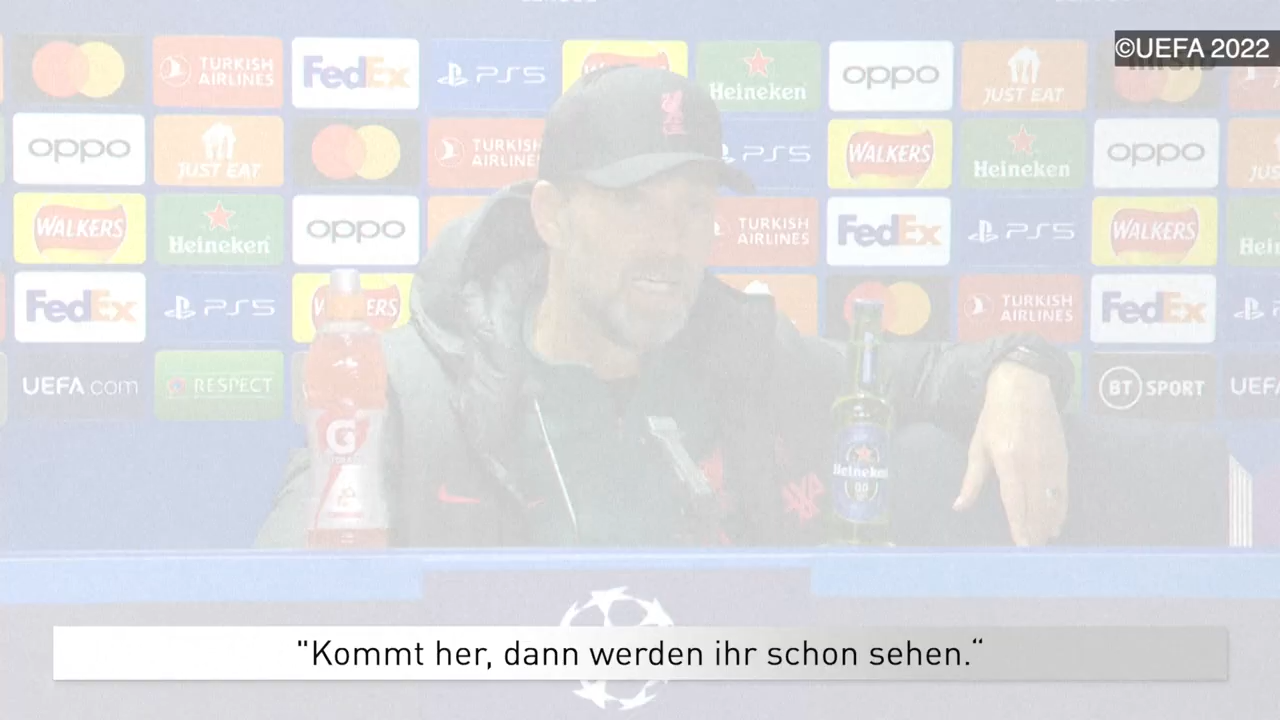 ©UEFA 2022
TURKISH AIRLINES
FedEx
PS5
Heineken
oppo
JUST EAT
oppo
JUST EAT
TURKISH AIRLINES
PS5
WALKERS
Heineken
oppo
WALKERS
Heineken
oppo
TURKISH AIRLINES
FedEx
PS5
WALKERS
FedEx
PS5
WALKERS
TURKISH AIRLINES
FedEx
UEFA.com
RESPECT
BT SPORT
G
Heineken
"Kommt her, dann werden ihr schon sehen.“